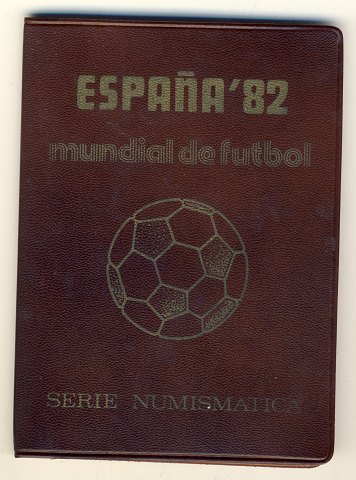 ESPAÑA'82
mundial de futbol
SERIE NUMISMATICA